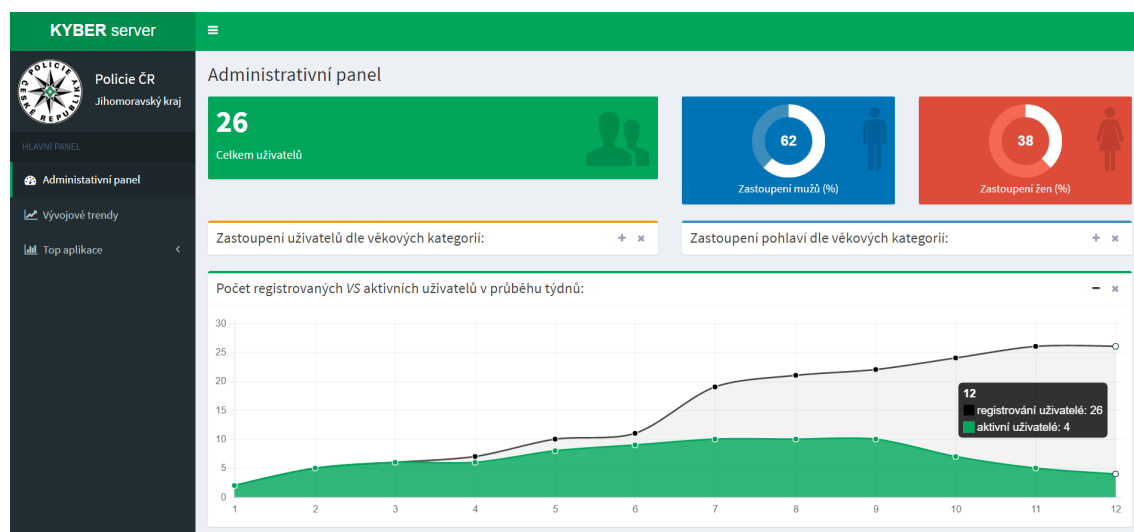 KYBER server
POLICIE ČESKÉ REPUBLIKY
Policie ČR
Jihomoravský kraj
HLAVNÍ PANEL
Administativní panel
Vývojové trendy
Top aplikace
Administrativní panel
26
Celkem uživatelů
62
Zastoupení mužů (%)
38
Zastoupení žen (%)
Zastoupení uživatelů dle věkových kategorií:
Zastoupení pohlaví dle věkových kategorií:
Počet registrovaných VS aktivních uživatelů v průběhu týdnů:
30
25
20
15
10
5
0
12
registrování uživatelé: 26
aktivní uživatelé: 4
1 2 3 4 5 6 7 8 9 10 11 12